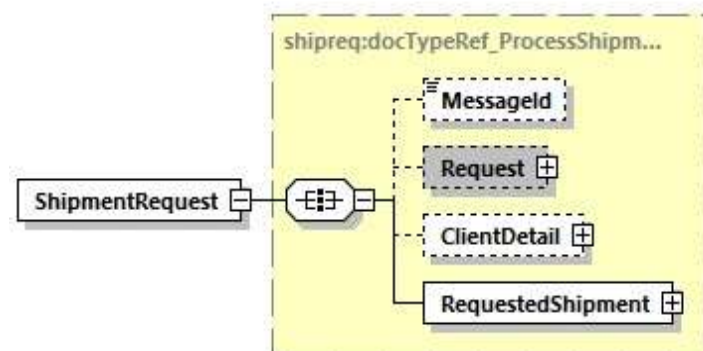 shipreq:docTypeRef_ProcessShipm...
MessageId
Request
ShipmentRequest
ClientDetail
RequestedShipment